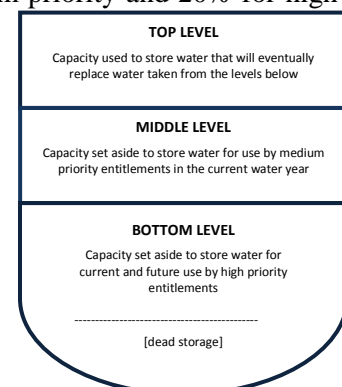 priority and 20% for high
TOP LEVEL
Capacity used to store water that will eventually
replace water taken from the levels below
MIDDLE LEVEL
Capacity set aside to store water for use by medium
priority entitlements in the current water year
BOTTOM LEVEL
Capacity set aside to store water for
current and future use by high priority
entitlements
---------------------------------------------
[dead storage]